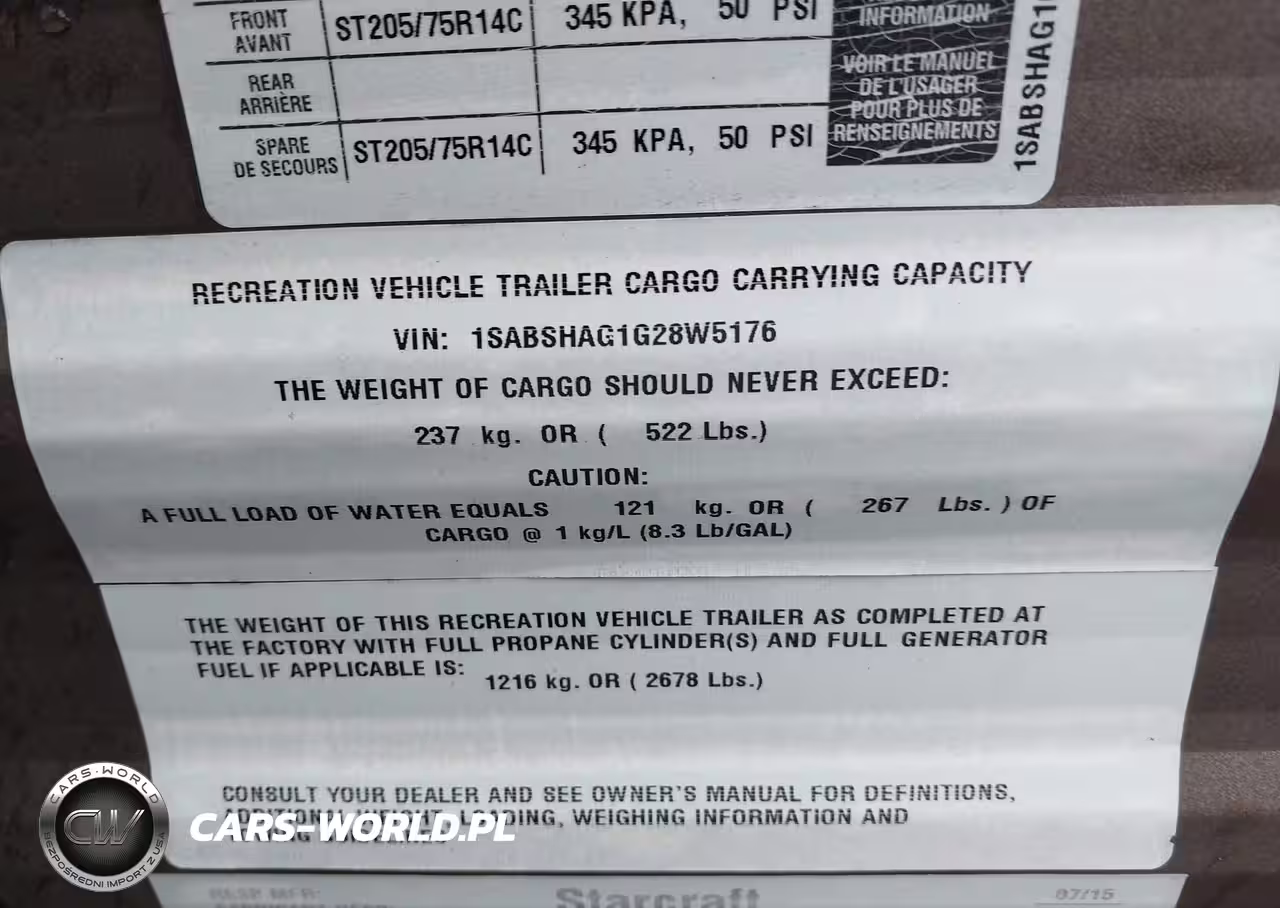 INFORMATION
FRONT
AVANT
ST205/75R14C
345 KPA, 50 PSI
REAR
ARRIÈRE
VOIR LE MANUEL
DE L'USAGER
POUR PLUS DE
RENSEIGNEMENTS
SPARE
DE SECOURS
ST205/75R14C
345 KPA, 50 PSI
1SABSHAG1
RECREATION VEHICLE TRAILER CARGO CARRYING CAPACITY
VIN: 1SABSHAG1G28W5176
THE WEIGHT OF CARGO SHOULD NEVER EXCEED:
237 kg. OR ( 522 Lbs.)
CAUTION:
A FULL LOAD OF WATER EQUALS 121 kg. OR ( 267 Lbs. ) OF
CARGO @ 1 kg/L (8.3 Lb/GAL)
THE WEIGHT OF THIS RECREATION VEHICLE TRAILER AS COMPLETED AT
THE FACTORY WITH FULL PROPANE CYLINDER(S) AND FULL GENERATOR
FUEL IF APPLICABLE IS:
1216 kg. OR ( 2678 Lbs.)
CONSULT YOUR DEALER AND SEE OWNER'S MANUAL FOR DEFINITIONS,
WEIGHING INFORMATION AND
CARS-WORLD
CW
BEZPOŚREDNI IMPORT Z USA
CARS-WORLD.PL
Starcraft
07/15